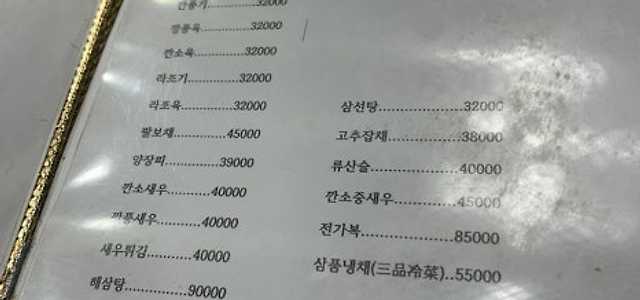 깐풍기..............32000
깐풍육..............32000
깐소육..............32000
라조기..............32000
라조육..............32000
팔보채..............45000
양장피..............39000
깐소새우...........40000
깐풍새우...........40000
새우튀김...........40000
해삼탕..............90000
삼선탕......................32000
고추잡채..................38000
류산슬......................40000
깐소중새우..............45000
전가복......................85000
삼품냉채(三品冷菜)..55000